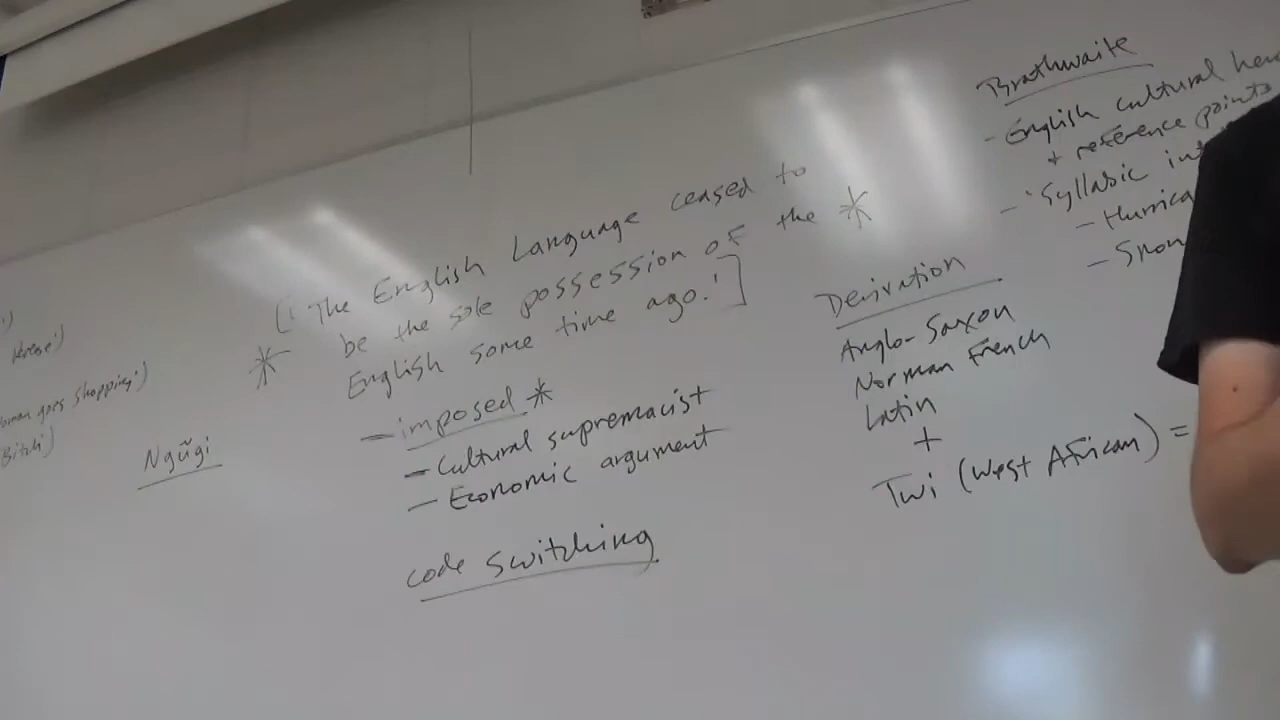 goes Shopping')
Ngũgi
['The English Language ceased to
* be the sole possession of the *
English some time ago.']
— imposed *
— Cultural supremacist
— Economic argument
code switching
Derivation
Anglo-Saxon
Norman French
Latin
+
Twi (West African) =
Brathwaite
- English Cultural
+ reference points
- 'Syllabic